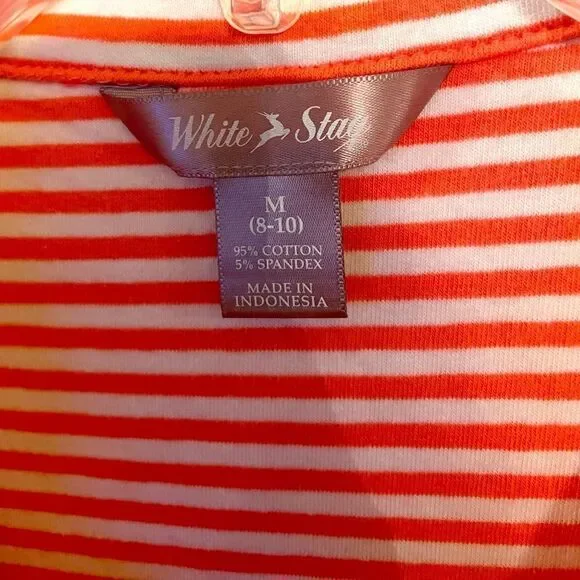 White Stag
M
(8-10)
95% COTTON
5% SPANDEX
MADE IN
INDONESIA